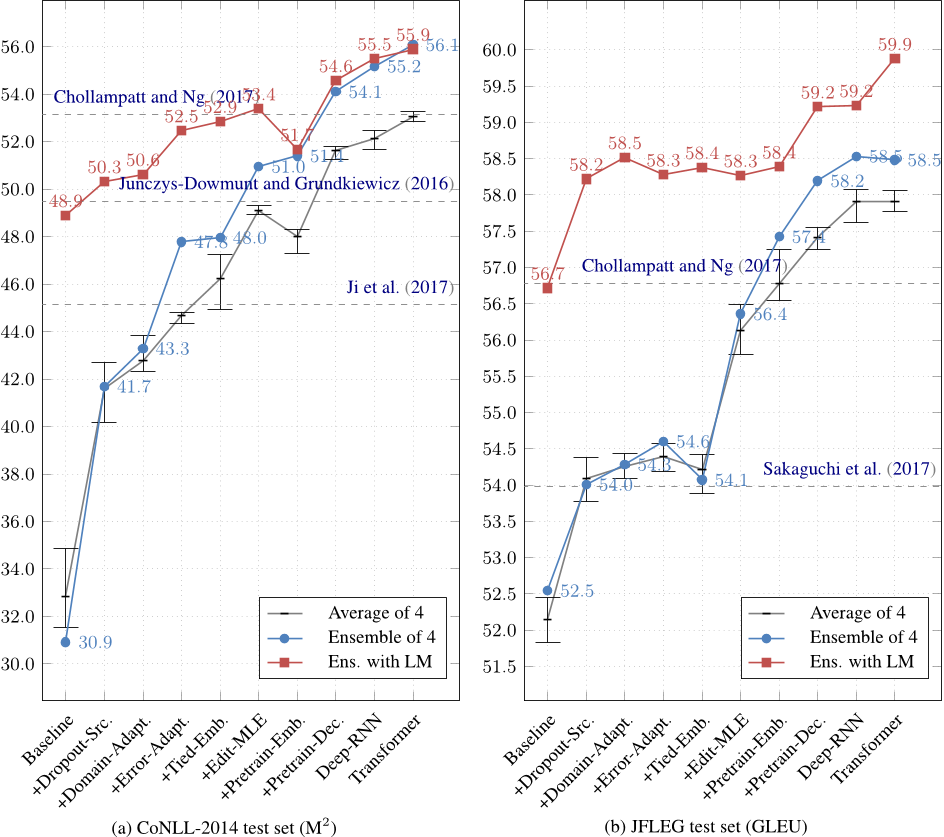 56.0
54.0
52.0
50.0
48.0
46.0
44.0
42.0
40.0
38.0
36.0
34.0
32.0
30.0
Chollampatt and Ng (2017)
Junczys-Dowmunt and Grundkiewicz (2016)
Ji et al. (2017)
48.9
50.3
50.6
52.5
52.9
53.4
51.7
54.6
55.5
55.9
30.9
41.7
43.3
47.8
48.0
51.0
51.4
54.1
55.2
56.1
Average of 4
Ensemble of 4
Ens. with LM
Baseline
+Dropout-Src.
+Domain-Adapt.
+Error-Adapt.
+Tied-Emb.
+Edit-MLE
+Pretrain-Emb.
+Pretrain-Dec.
Deep-RNN
Transformer
(a) CoNLL-2014 test set (M²)
60.0
59.5
59.0
58.5
58.0
57.5
57.0
56.5
56.0
55.5
55.0
54.5
54.0
53.5
53.0
52.5
52.0
51.5
Chollampatt and Ng (2017)
Sakaguchi et al. (2017)
56.7
58.2
58.5
58.3
58.4
58.3
58.4
59.2
59.2
59.9
52.5
54.0
54.3
54.6
54.1
56.4
57.4
58.2
58.5
58.5
Average of 4
Ensemble of 4
Ens. with LM
Baseline
+Dropout-Src.
+Domain-Adapt.
+Error-Adapt.
+Tied-Emb.
+Edit-MLE
+Pretrain-Emb.
+Pretrain-Dec.
Deep-RNN
Transformer
(b) JFLEG test set (GLEU)